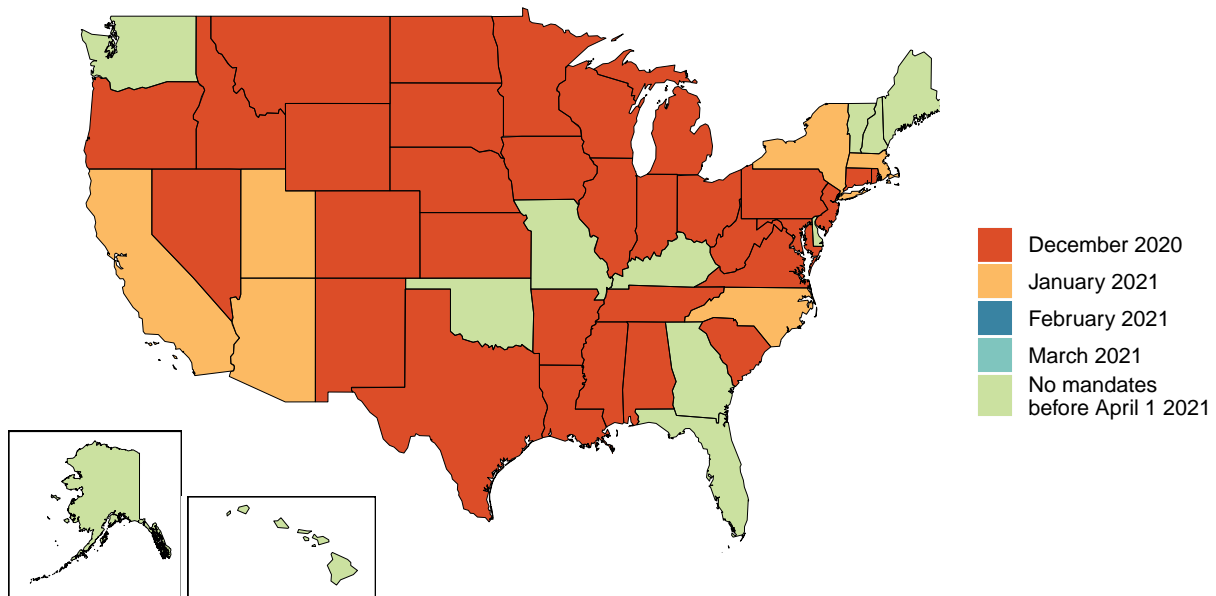 December 2020
January 2021
February 2021
March 2021
No mandates
before April 1 2021